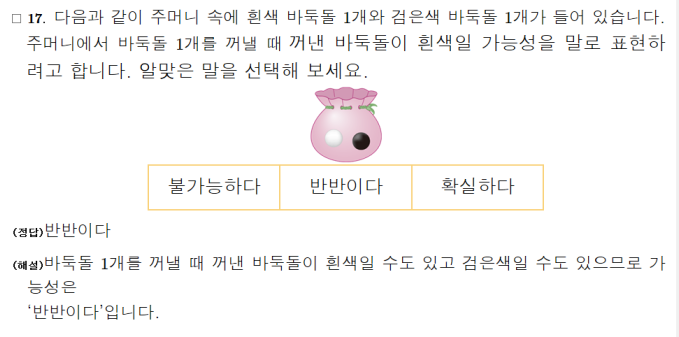 □ 17. 다음과 같이 주머니 속에 흰색 바둑돌 1개와 검은색 바둑돌 1개가 들어 있습니다.
주머니에서 바둑돌 1개를 꺼낼 때 꺼낸 바둑돌이 흰색일 가능성을 말로 표현하
려고 합니다. 알맞은 말을 선택해 보세요.
불가능하다 반반이다 확실하다
(정답)반반이다
(해설)바둑돌 1개를 꺼낼 때 꺼낸 바둑돌이 흰색일 수도 있고 검은색일 수도 있으므로 가
능성은
‘반반이다’입니다.